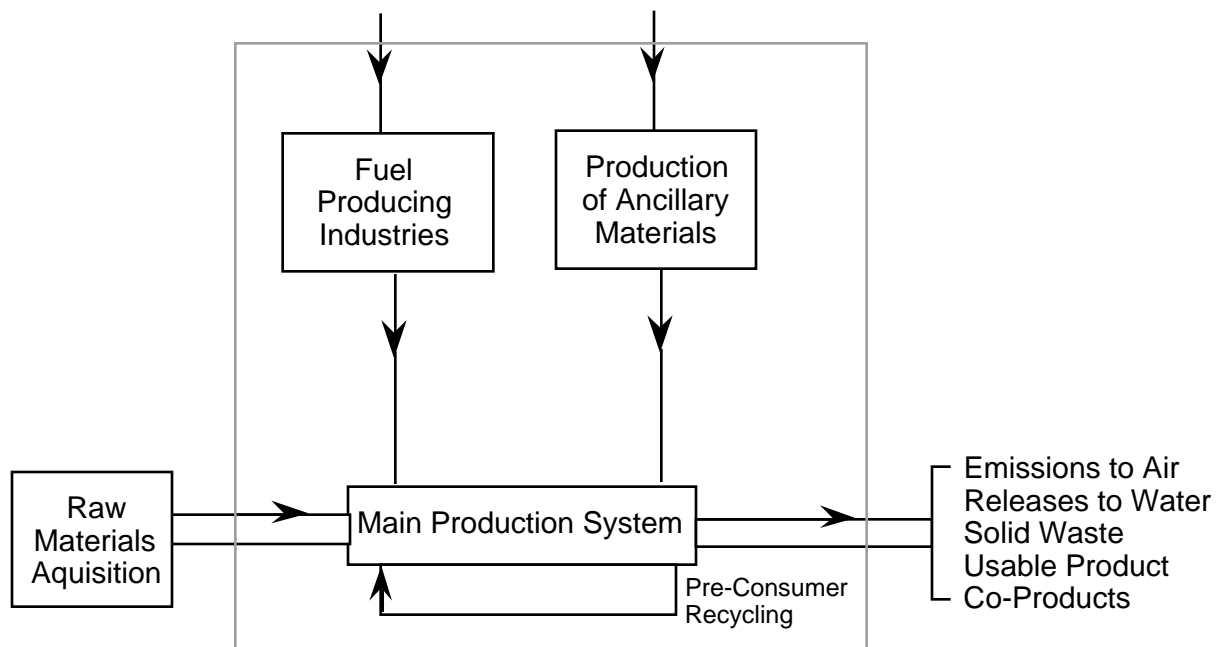 Fuel
Producing
Industries
Production
of Ancillary
Materials
Raw
Materials
Aquisition
Main Production System
Pre-Consumer
Recycling
Emissions to Air
Releases to Water
Solid Waste
Usable Product
Co-Products